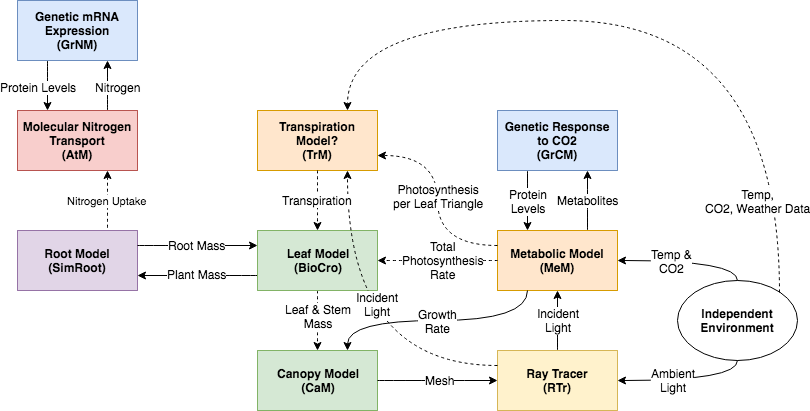 Genetic mRNA
Expression
(GrNM)
Protein Levels
Nitrogen
Molecular Nitrogen
Transport
(AtM)
Transpiration
Model?
(TrM)
Genetic Response
to CO2
(GrCM)
Nitrogen Uptake
Transpiration
Photosynthesis
per Leaf Triangle
Protein
Levels
Metabolites
Temp,
CO2, Weather Data
Root Model
(SimRoot)
Root Mass
Plant Mass
Leaf Model
(BioCro)
Total
Photosynthesis
Rate
Metabolic Model
(MeM)
Temp &
CO2
Independent
Environment
Leaf & Stem
Mass
Incident
Light
Growth
Rate
Incident
Light
Canopy Model
(CaM)
Mesh
Ray Tracer
(RTr)
Ambient
Light